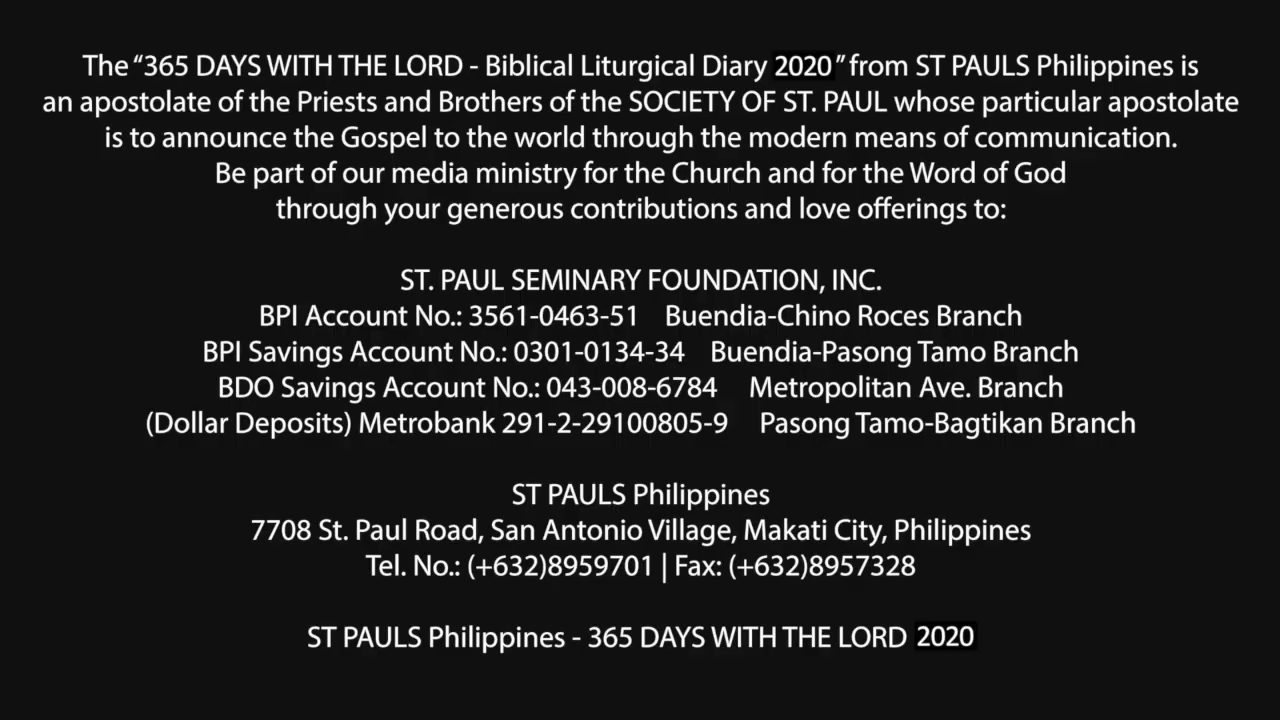 The “365 DAYS WITH THE LORD - Biblical Liturgical Diary 2020” from ST PAULS Philippines is
an apostolate of the Priests and Brothers of the SOCIETY OF ST. PAUL whose particular apostolate
is to announce the Gospel to the world through the modern means of communication.
Be part of our media ministry for the Church and for the Word of God
through your generous contributions and love offerings to:
ST. PAUL SEMINARY FOUNDATION, INC.
BPI Account No.: 3561-0463-51 Buendia-Chino Roces Branch
BPI Savings Account No.: 0301-0134-34 Buendia-Pasong Tamo Branch
BDO Savings Account No.: 043-008-6784 Metropolitan Ave. Branch
(Dollar Deposits) Metrobank 291-2-29100805-9 Pasong Tamo-Bagtikan Branch
ST PAULS Philippines
7708 St. Paul Road, San Antonio Village, Makati City, Philippines
Tel. No.: (+632)8959701 | Fax: (+632)8957328
ST PAULS Philippines - 365 DAYS WITH THE LORD 2020